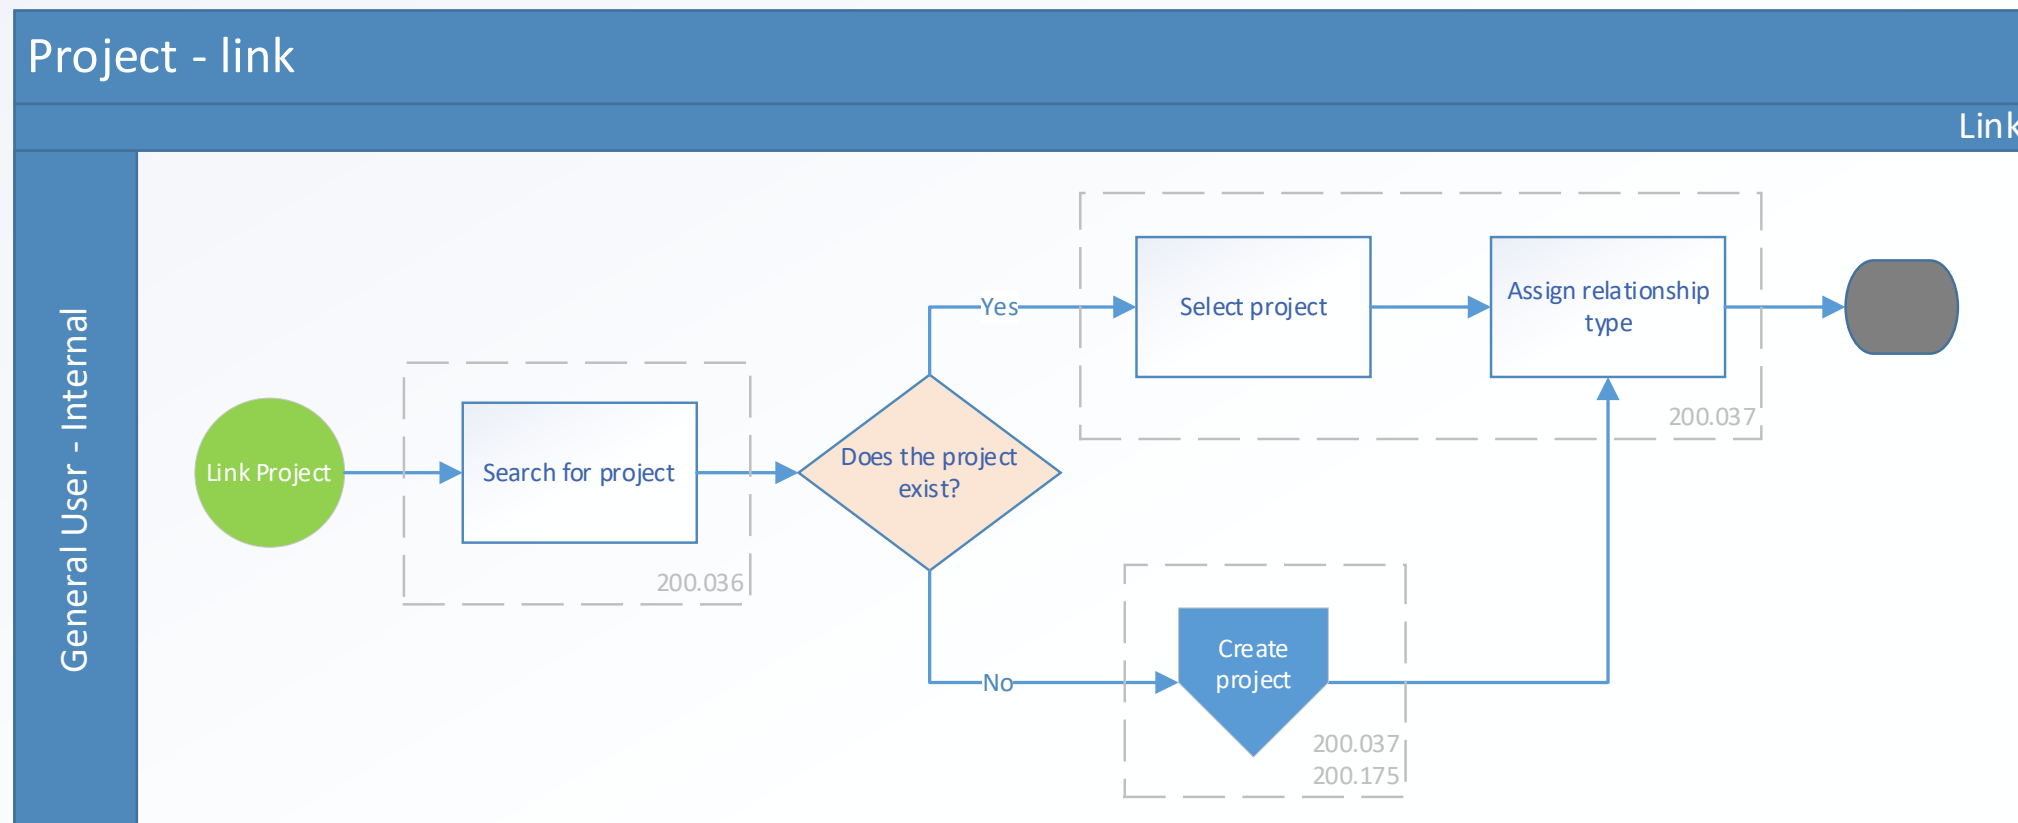 Project - link
Link
General User - Internal
Link Project
Search for project
200.036
Does the project
exist?
Yes
Select project
Assign relationship
type
200.037
No
Create
project
200.037
200.175